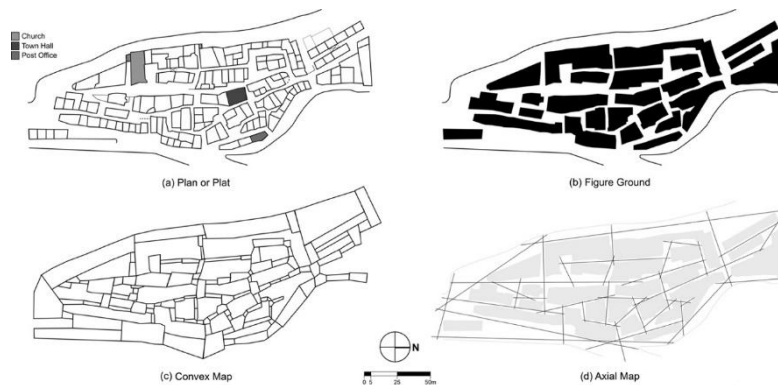 Church
Town Hall
Post Office
(a) Plan or Plat
(b) Figure Ground
(c) Convex Map
N
0 5 25 50m
(d) Axial Map